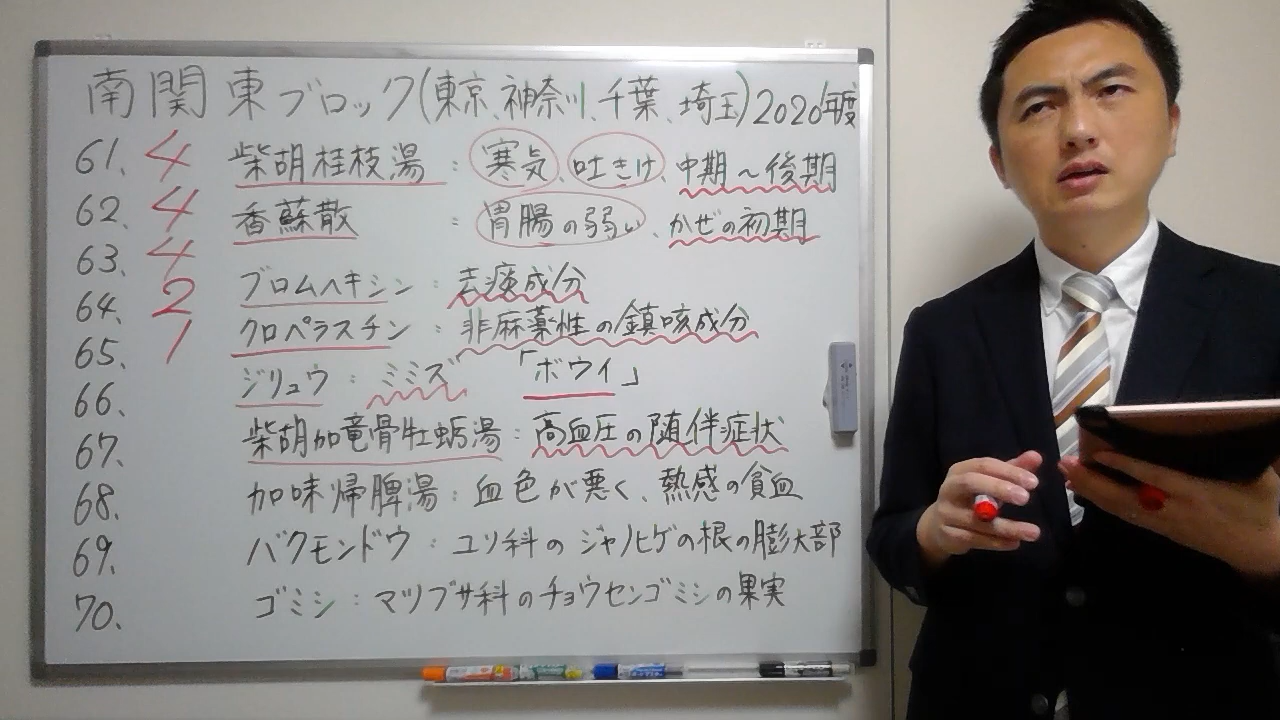 南関東ブロック(東京、神奈川、千葉、埼玉)2020年度
61. 4 柴胡桂枝湯：寒気、吐きけ、中期～後期
62. 4 香蘇散：胃腸の弱い、かぜの初期
63. 4
ブロムヘキシン：去痰成分
64. 2
クロペラスチン：非麻薬性の鎮咳成分
65. 1
ジリュウ：ミミズ 「ボウイ」
66.
柴胡加竜骨牡蛎湯：高血圧の随伴症状
67.
68. 加味帰脾湯：血色が悪く、熱感の貧血
69. バクモンドウ：ユリ科のジャノヒゲの根の膨大部
70. ゴミシ：マツブサ科のチョウセンゴミシの果実